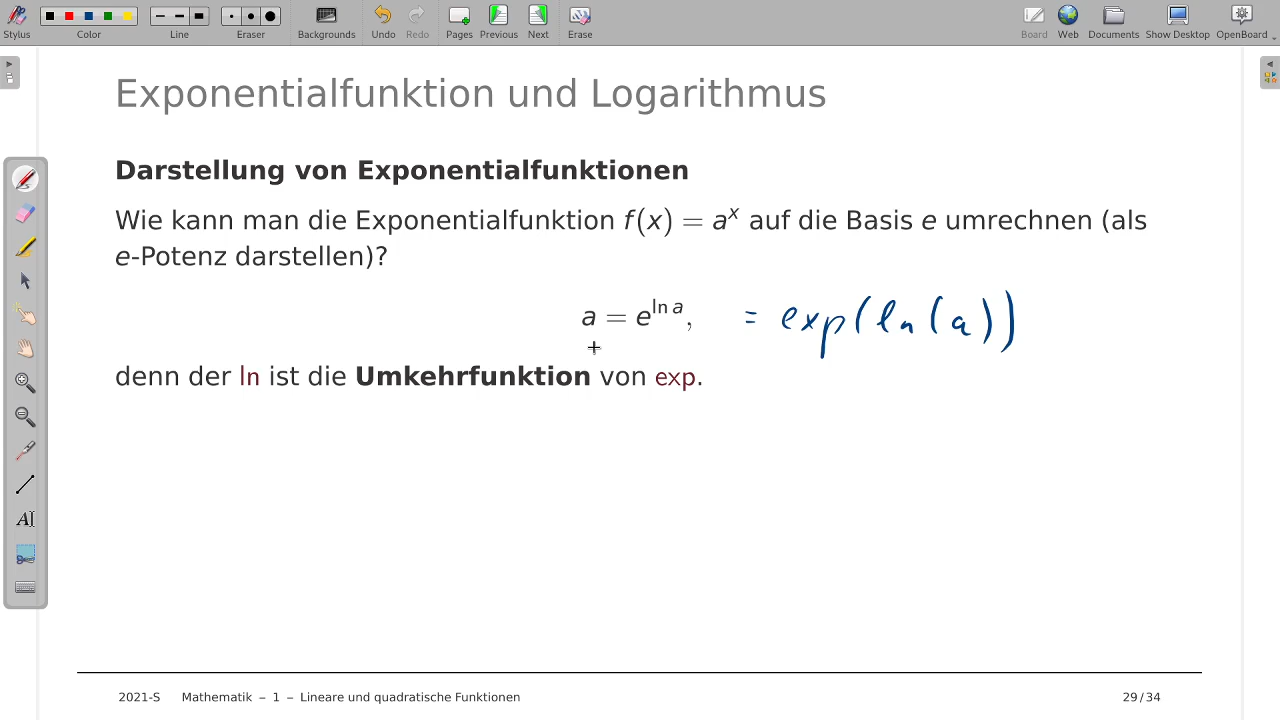 Stylus Color Line Eraser Backgrounds Undo Redo Pages Previous Next Erase Board Web Documents Show Desktop OpenBoard
Exponentialfunktion und Logarithmus
Darstellung von Exponentialfunktionen
Wie kann man die Exponentialfunktion f(x) = a^x auf die Basis e umrechnen (als
e-Potenz darstellen)?
a = e^{ln a}, = exp(ln(a))
denn der ln ist die Umkehrfunktion von exp.
AI
2021-S Mathematik – 1 – Lineare und quadratische Funktionen 29/34